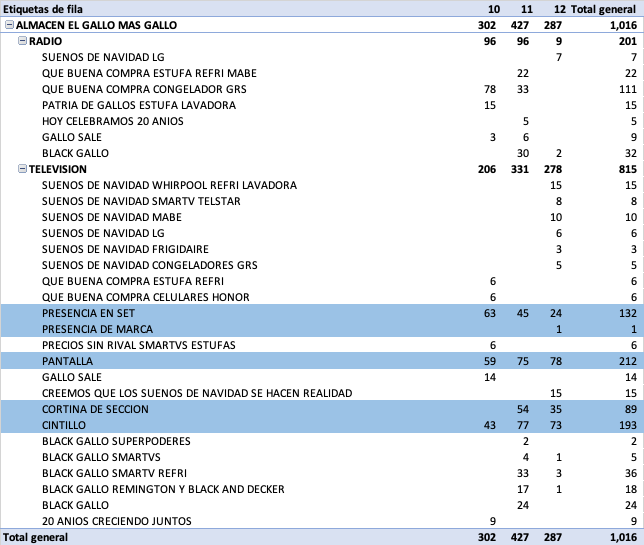 Etiquetas de fila 10 11 12 Total general
ALMACEN EL GALLO MAS GALLO 302 427 287 1,016
RADIO 96 96 9 201
SUENOS DE NAVIDAD LG 7 7
QUE BUENA COMPRA ESTUFA REFRI MABE 22 22
QUE BUENA COMPRA CONGELADOR GRS 78 33 111
PATRIA DE GALLOS ESTUFA LAVADORA 15 15
HOY CELEBRAMOS 20 ANIOS 5 5
GALLO SALE 3 6 9
BLACK GALLO 30 2 32
TELEVISION 206 331 278 815
SUENOS DE NAVIDAD WHIRPOOL REFRI LAVADORA 15 15
SUENOS DE NAVIDAD SMARTV TELSTAR 8 8
SUENOS DE NAVIDAD MABE 10 10
SUENOS DE NAVIDAD LG 6 6
SUENOS DE NAVIDAD FRIGIDAIRE 3 3
SUENOS DE NAVIDAD CONGELADORES GRS 5 5
QUE BUENA COMPRA ESTUFA REFRI 6 6
QUE BUENA COMPRA CELULARES HONOR 6 6
PRESENCIA EN SET 63 45 24 132
PRESENCIA DE MARCA 1 1
PRECIOS SIN RIVAL SMARTVS ESTUFAS 6 6
PANTALLA 59 75 78 212
GALLO SALE 14 14
CREEMOS QUE LOS SUENOS DE NAVIDAD SE HACEN REALIDAD 15 15
CORTINA DE SECCION 54 35 89
CINTILLO 43 77 73 193
BLACK GALLO SUPERPODERES 2 2
BLACK GALLO SMARTVS 4 1 5
BLACK GALLO SMARTV REFRI 33 3 36
BLACK GALLO REMINGTON Y BLACK AND DECKER 17 1 18
BLACK GALLO 24 24
20 ANIOS CRECIENDO JUNTOS 9 9
Total general 302 427 287 1,016